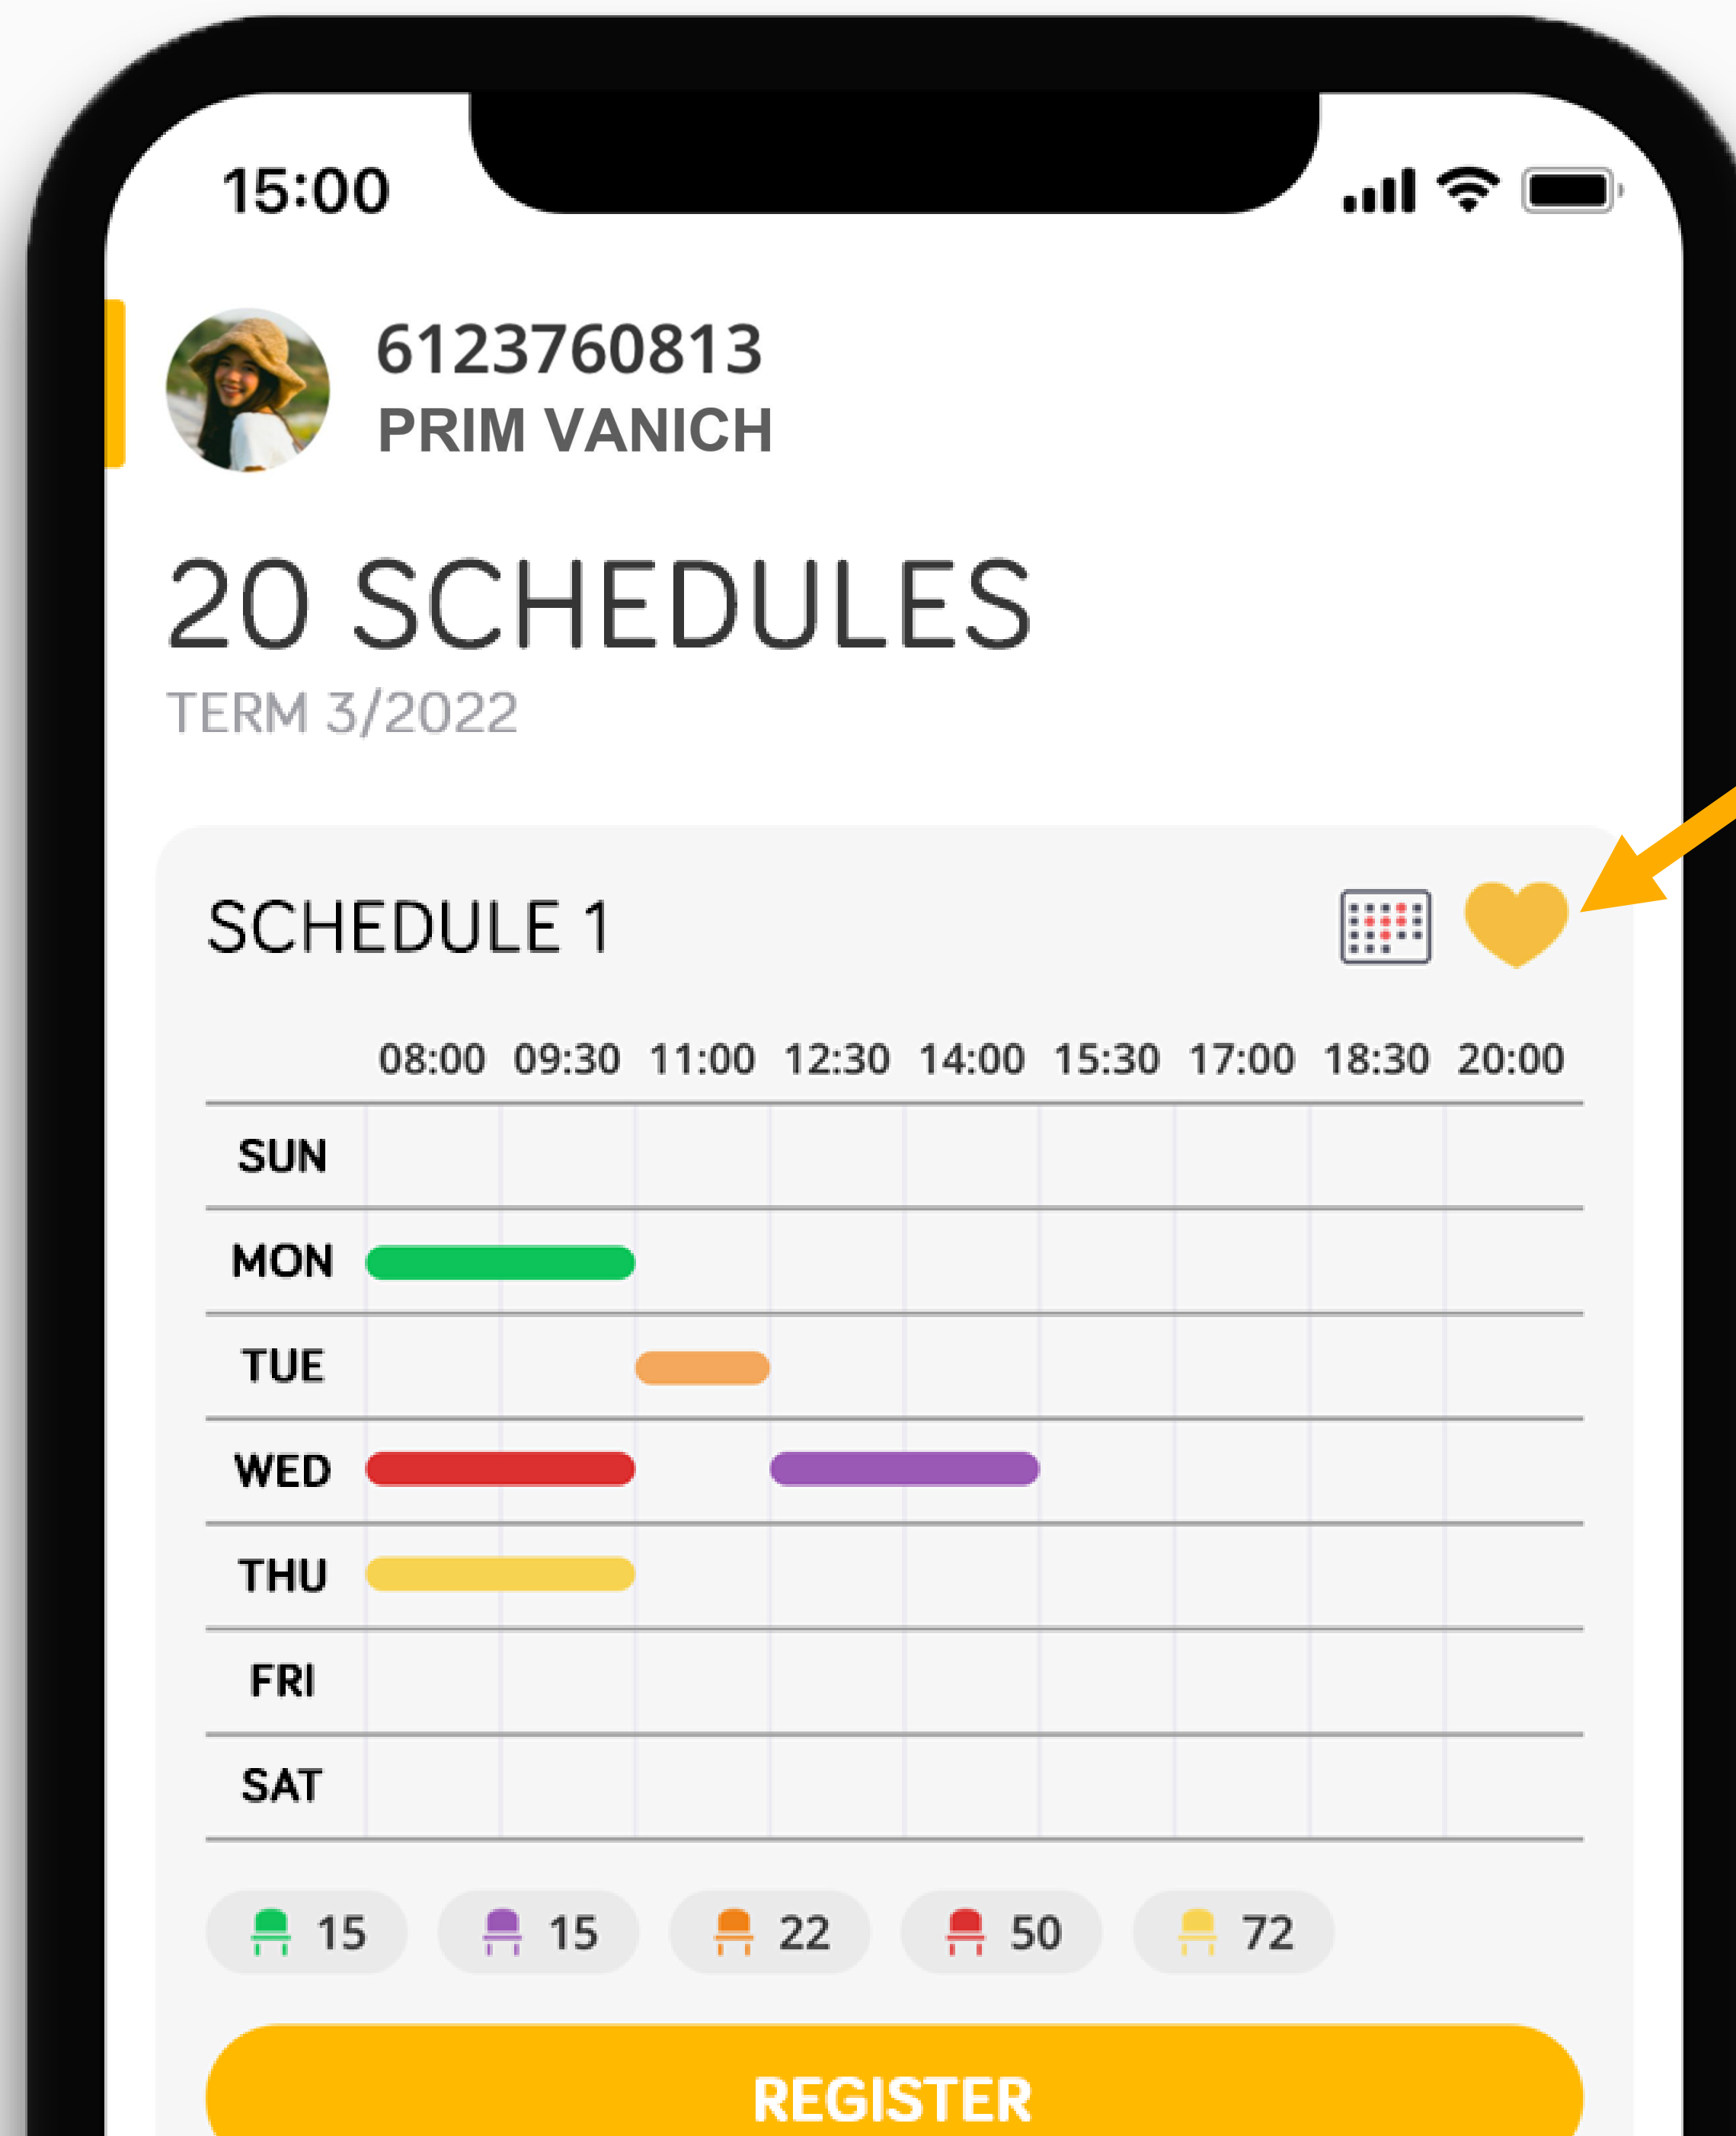 15:00
6123760813
PRIM VANICH
20 SCHEDULES
TERM 3/2022
SCHEDULE 1
08:00 09:30 11:00 12:30 14:00 15:30 17:00 18:30 20:00
SUN
MON
TUE
WED
THU
FRI
SAT
15 15 22 50 72
REGISTER